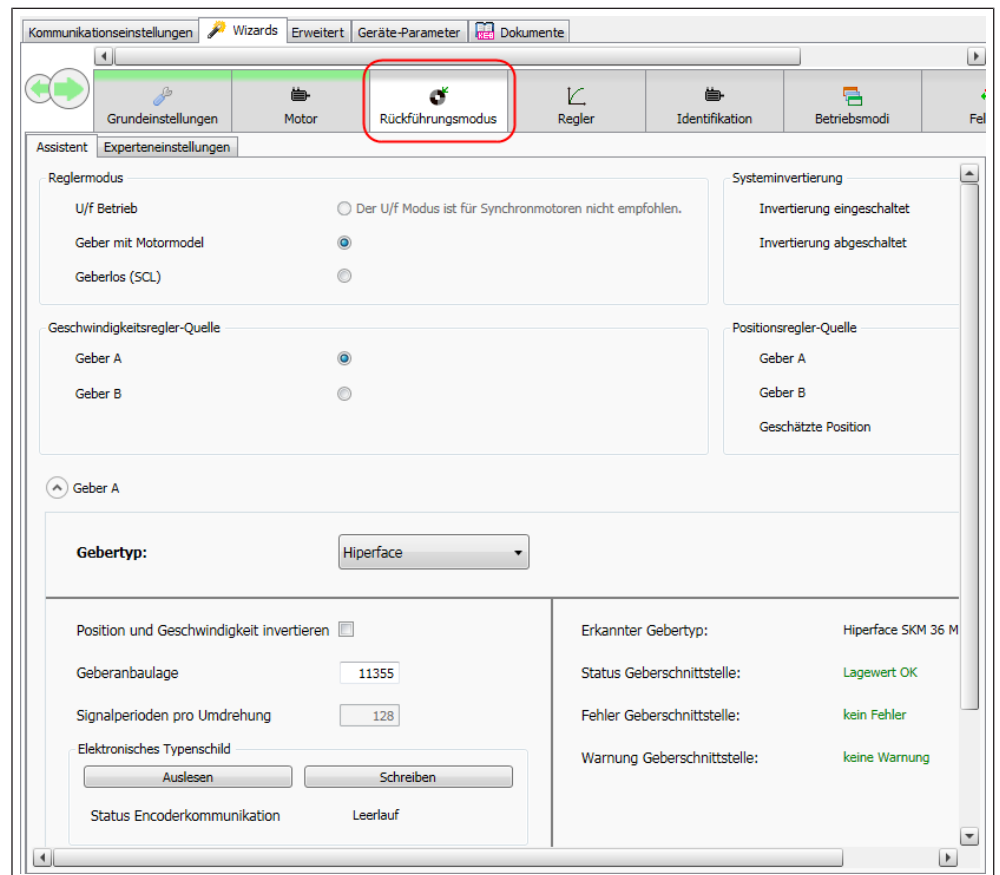 Kommunikationseinstellungen Wizards Erweitert Geräte-Parameter KEB Dokumente
Grundeinstellungen Motor Rückführungsmodus Regler Identifikation Betriebsmodi Fel
Assistent Experteneinstellungen
Reglermodus Systeminvertierung
U/f Betrieb Der U/f Modus ist für Synchronmotoren nicht empfohlen. Invertierung eingeschaltet
Geber mit Motormodel Invertierung abgeschaltet
Geberlos (SCL)
Geschwindigkeitsregler-Quelle Positionsregler-Quelle
Geber A Geber A
Geber B Geber B
Geschätzte Position
Geber A
Gebertyp: Hiperface
Position und Geschwindigkeit invertieren Erkannter Gebertyp: Hiperface SKM 36 M
Geberanbaulage 11355 Status Geberschnittstelle: Lagewert OK
Signalperioden pro Umdrehung 128 Fehler Geberschnittstelle: kein Fehler
Elektronisches Typenschild Warnung Geberschnittstelle: keine Warnung
Auslesen Schreiben
Status Encoderkommunikation Leerlauf